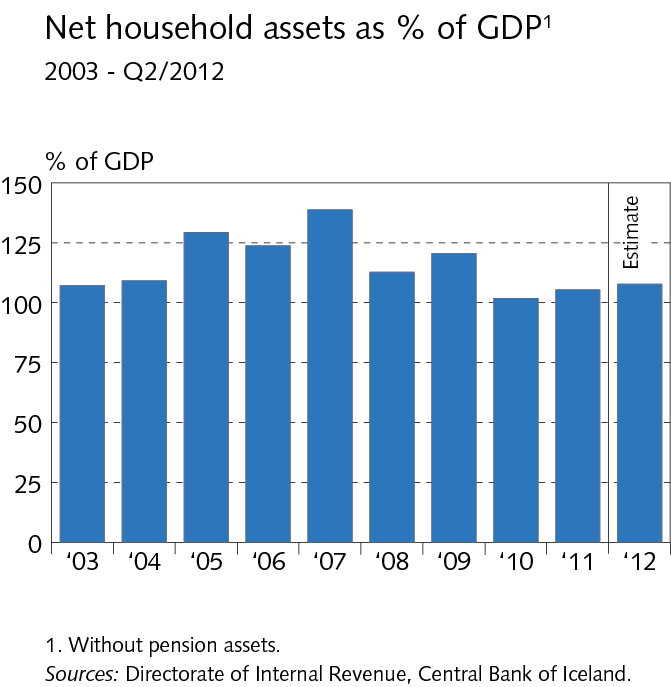 Net household assets as % of GDP¹
2003 - Q2/2012
% of GDP
150
125
100
75
50
25
0
Estimate
‘03 ‘04 ‘05 ‘06 ‘07 ‘08 ‘09 ‘10 ‘11 ‘12
1. Without pension assets.
Sources: Directorate of Internal Revenue, Central Bank of Iceland.